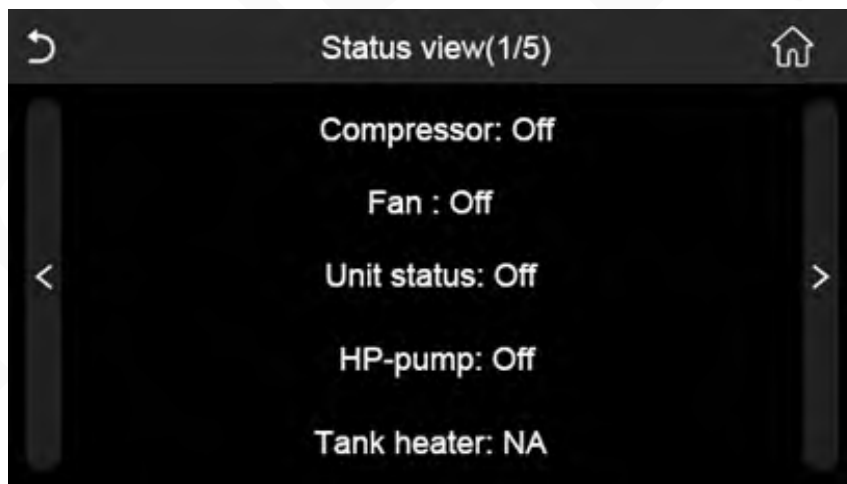 Status view(1/5)
Compressor: Off
Fan : Off
< Unit status: Off >
HP-pump: Off
Tank heater: NA